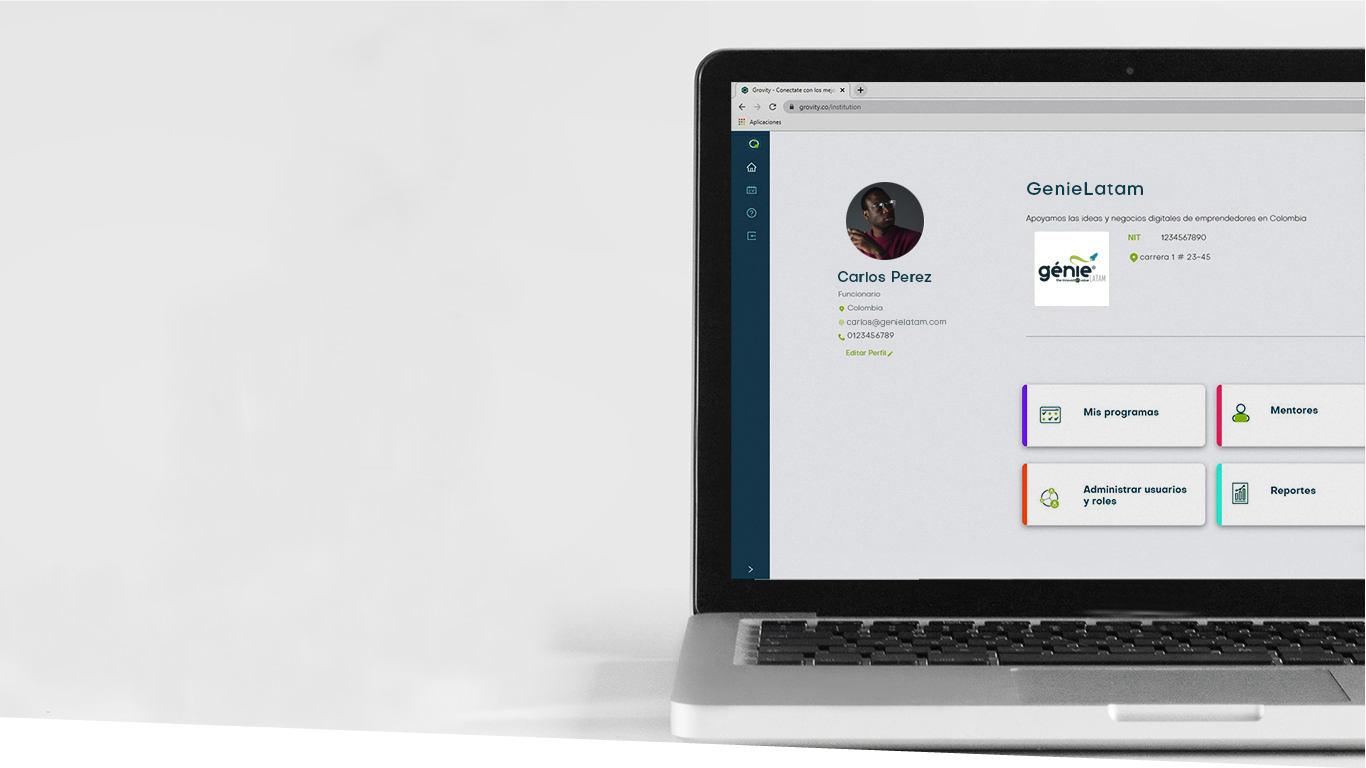 Grovity - Conectate con los mej
grovity.co/institution
Aplicaciones
GenieLatam
Apoyamos las ideas y negocios digitales de emprendedores en Colombia
génie®
LATAM
NIT 1234567890
carrera 1 # 23-45
Carlos Perez
Funcionario
Colombia
carlos@genielatam.com
0123456789
Editar Perfil
Mis programas
Mentores
Administrar usuarios
y roles
Reportes